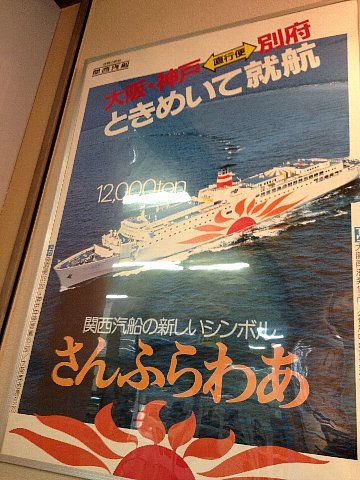 関西汽船
大阪・神戸 直行便 別府
ときめいて就航
12,000ton
関西汽船の新しいシンボル
さんふらわあ